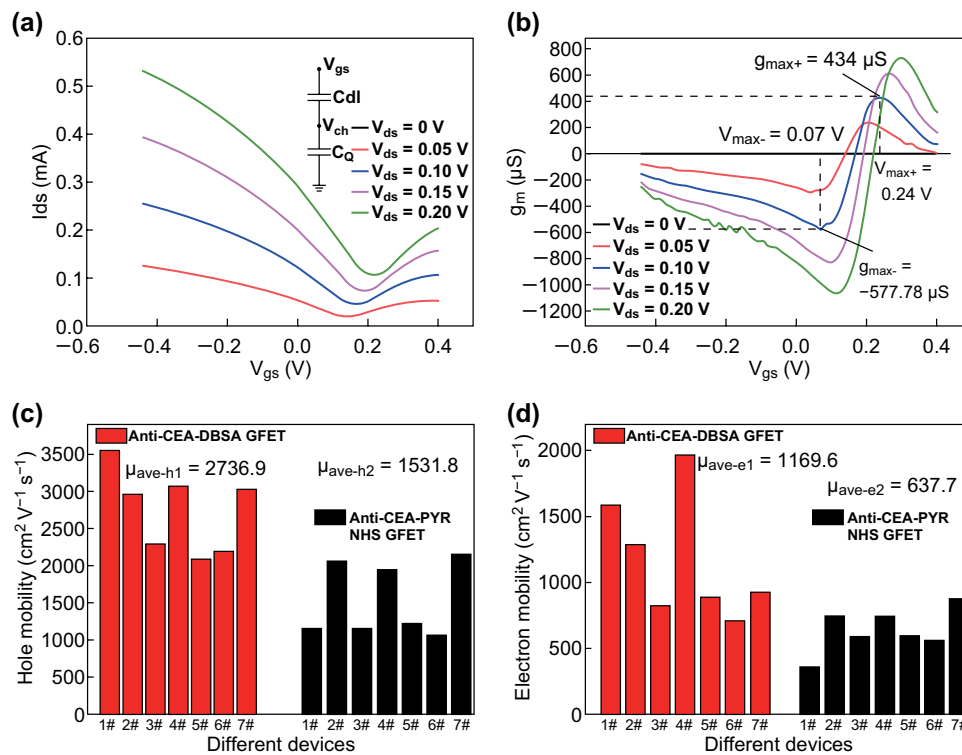 (a)
0.6
0.5
0.4
0.3
0.2
0.1
0.0
Ids (mA)
−0.6 −0.4 −0.2 0.0 0.2 0.4
Vgs (V)
Vgs
Cdl
Vch
CQ
Vds = 0 V
Vds = 0.05 V
Vds = 0.10 V
Vds = 0.15 V
Vds = 0.20 V
(b)
800
600
400
200
0
−200
−400
−600
−800
−1000
−1200
gm (µS)
−0.6 −0.4 −0.2 0.0 0.2 0.4
Vgs (V)
gmax+ = 434 µS
Vmax- = 0.07 V
Vmax+ =
0.24 V
gmax- =
−577.78 µS
Vds = 0 V
Vds = 0.05 V
Vds = 0.10 V
Vds = 0.15 V
Vds = 0.20 V
(c)
3500
3000
2500
2000
1500
1000
500
0
Hole mobility (cm2 V−1 s−1)
Anti-CEA-DBSA GFET
µave-h1 = 2736.9
µave-h2 = 1531.8
Anti-CEA-PYR
NHS GFET
1# 2# 3# 4# 5# 6# 7# 1# 2# 3# 4# 5# 6# 7#
Different devices
(d)
2000
1500
1000
500
0
Electron mobility (cm2 V−1 s−1)
Anti-CEA-DBSA GFET
µave-e1 = 1169.6
µave-e2 = 637.7
Anti-CEA-PYR
NHS GFET
1# 2# 3# 4# 5# 6# 7# 1# 2# 3# 4# 5# 6# 7#
Different devices